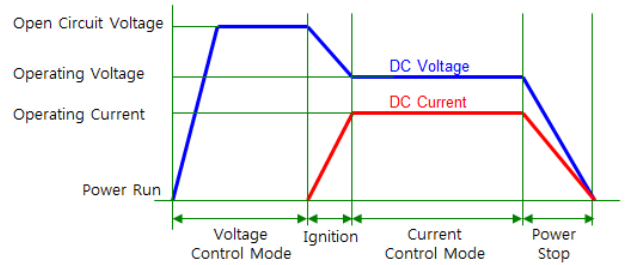 Open Circuit Voltage
Operating Voltage
DC Voltage
Operating Current
DC Current
Power Run
Voltage
Control Mode
Ignition
Current
Control Mode
Power
Stop